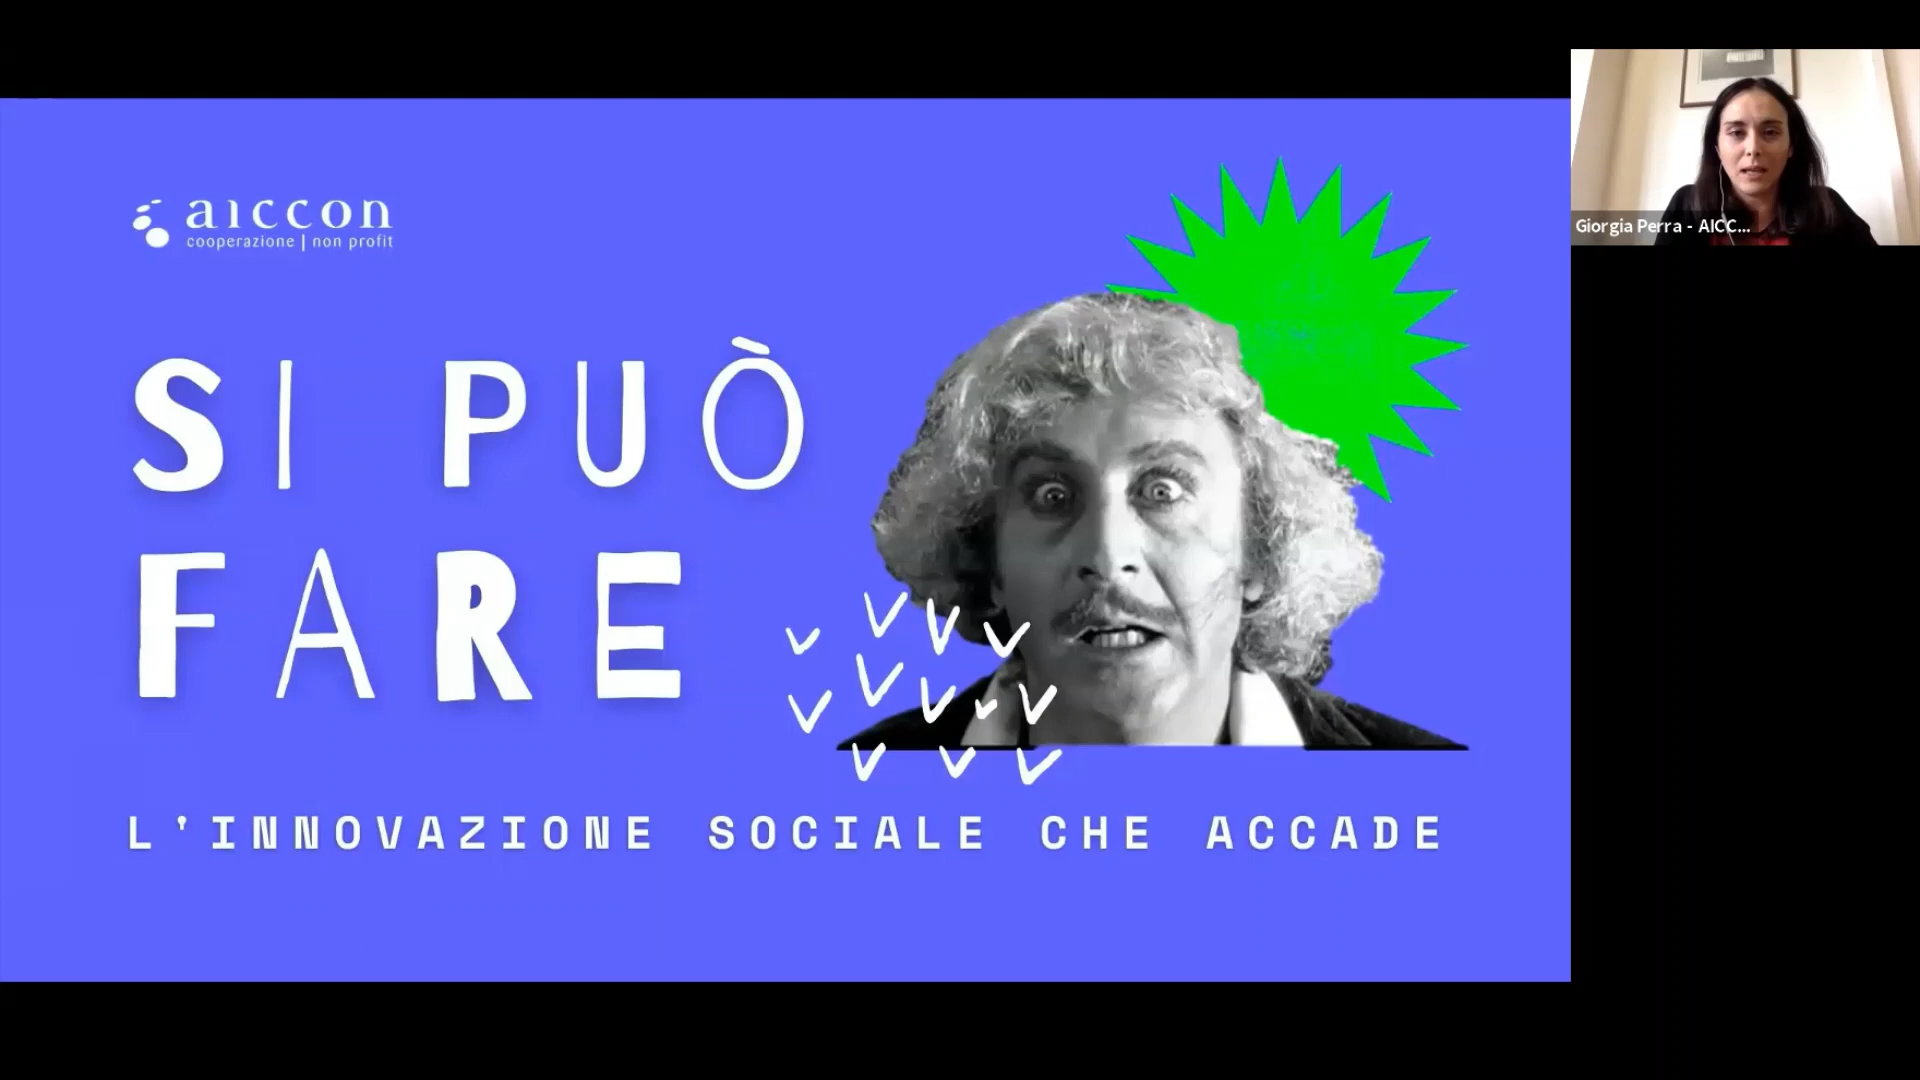 aiccon
cooperazione | non profit
SI PUÒ
FARE
L'INNOVAZIONE SOCIALE CHE ACCADE
Giorgia Perra - AICC...